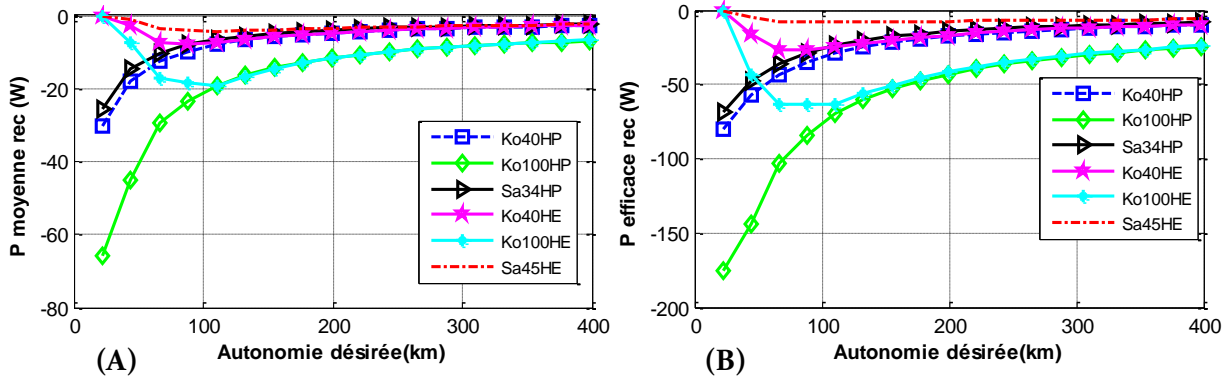 P moyenne rec (W)
0
-20
-40
-60
-80
0
100
200
300
400
Autonomie désirée(km)
(A)
Ko40HP
Ko100HP
Sa34HP
Ko40HE
Ko100HE
Sa45HE
P efficace rec (W)
0
-50
-100
-150
-200
0
100
200
300
400
Autonomie désirée(km)
(B)
Ko40HP
Ko100HP
Sa34HP
Ko40HE
Ko100HE
Sa45HE